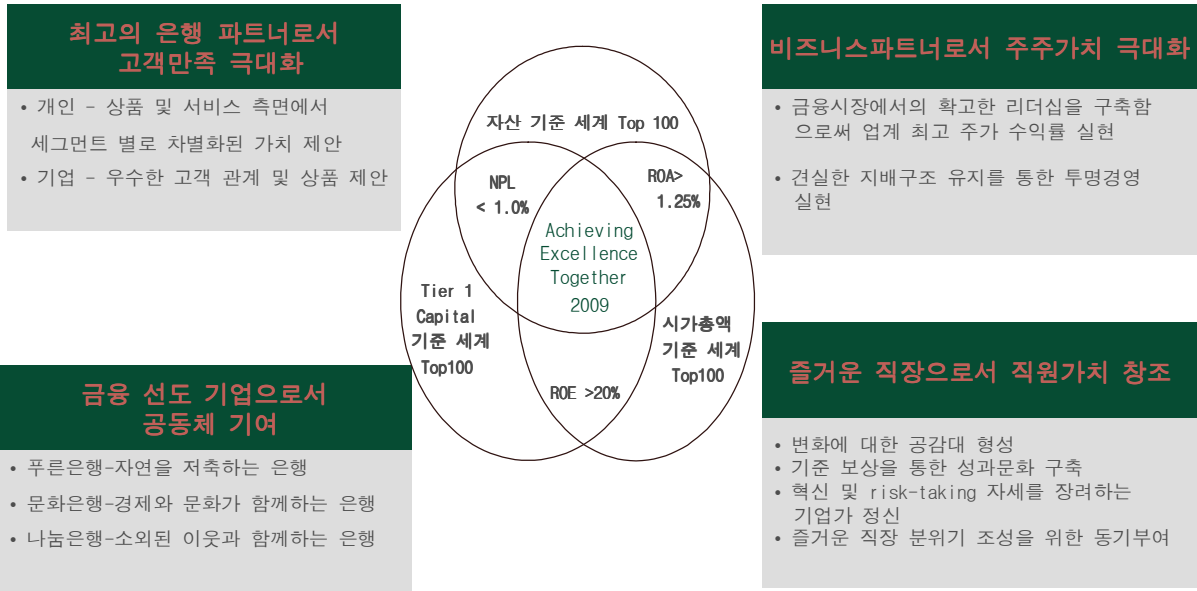 최고의 은행 파트너로서
고객만족 극대화
• 개인 - 상품 및 서비스 측면에서
세그먼트 별로 차별화된 가치 제안
• 기업 - 우수한 고객 관계 및 상품 제안
비즈니스파트너로서 주주가치 극대화
• 금융시장에서의 확고한 리더십을 구축함
으로써 업계 최고 주가 수익률 실현
• 견실한 지배구조 유지를 통한 투명경영
실현
자산 기준 세계 Top 100
NPL
< 1.0%
ROA>
1.25%
Achieving
Excellence
Together
2009
Tier 1
Capital
기준 세계
Top100
시가총액
기준 세계
Top100
ROE >20%
금융 선도 기업으로서
공동체 기여
• 푸른은행-자연을 저축하는 은행
• 문화은행-경제와 문화가 함께하는 은행
• 나눔은행-소외된 이웃과 함께하는 은행
즐거운 직장으로서 직원가치 창조
• 변화에 대한 공감대 형성
• 기준 보상을 통한 성과문화 구축
• 혁신 및 risk-taking 자세를 장려하는
기업가 정신
• 즐거운 직장 분위기 조성을 위한 동기부여